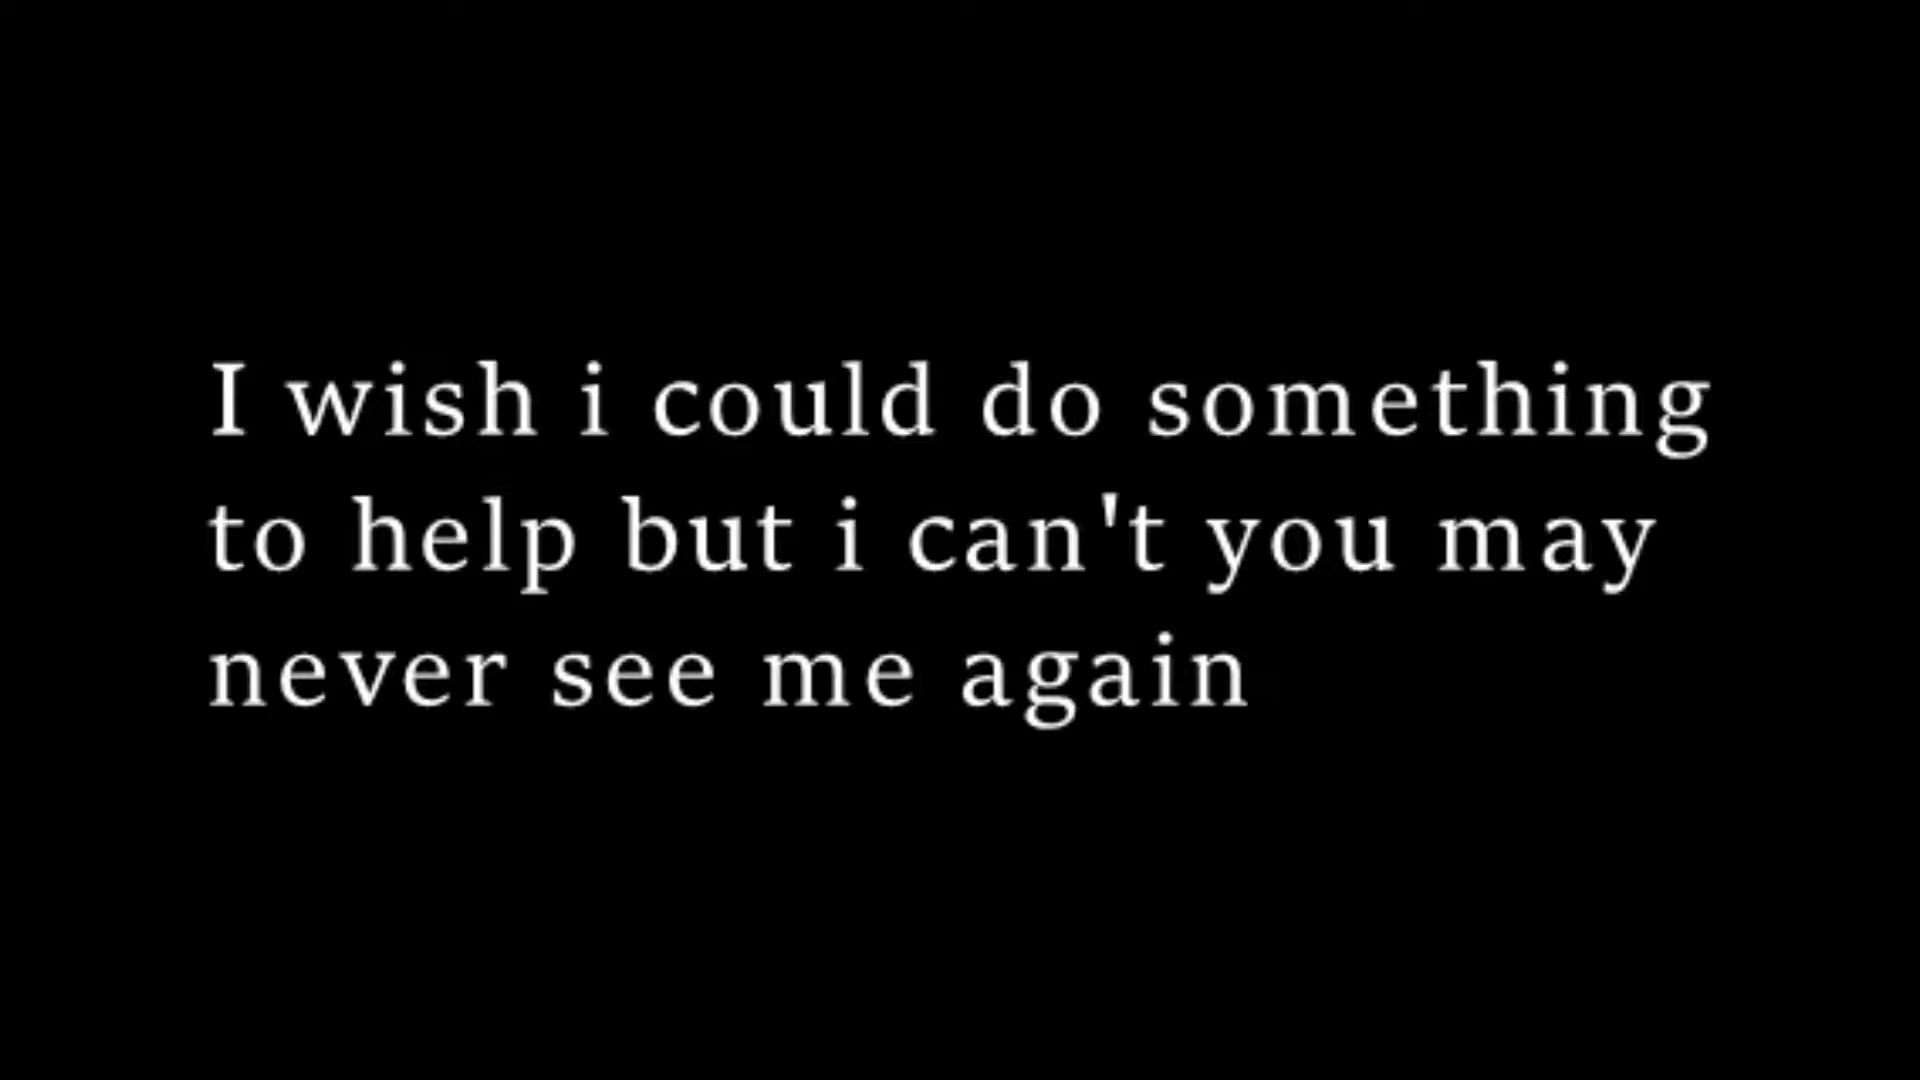 I wish i could do something
to help but i can't you may
never see me again